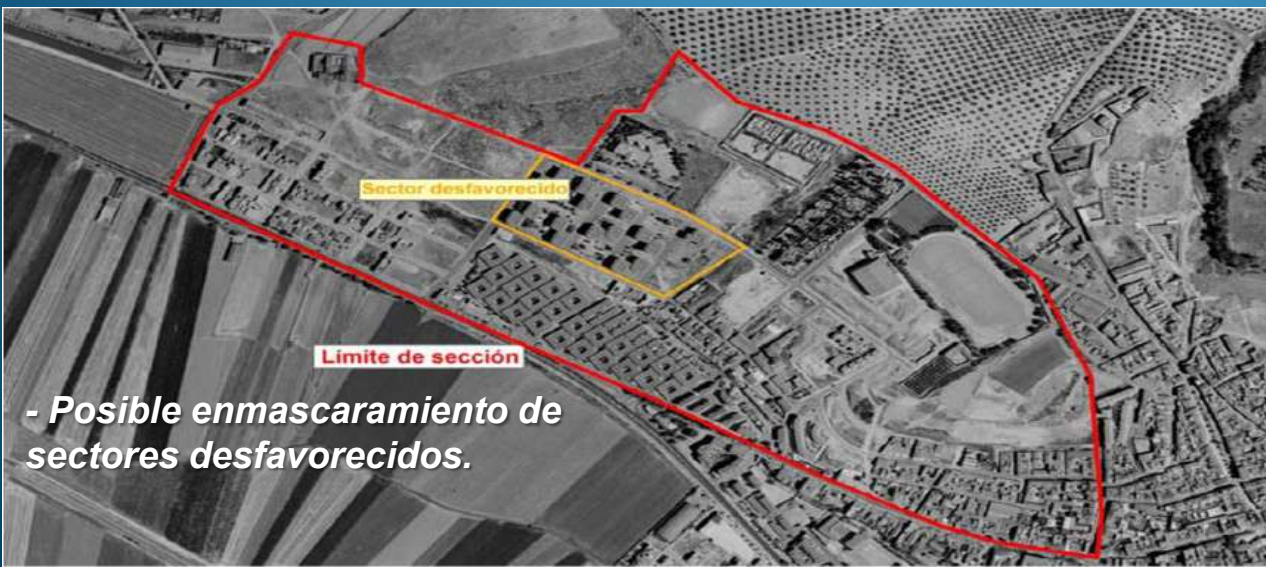 Sector desfavorecido
Límite de sección
- Posible enmascaramiento de
sectores desfavorecidos.